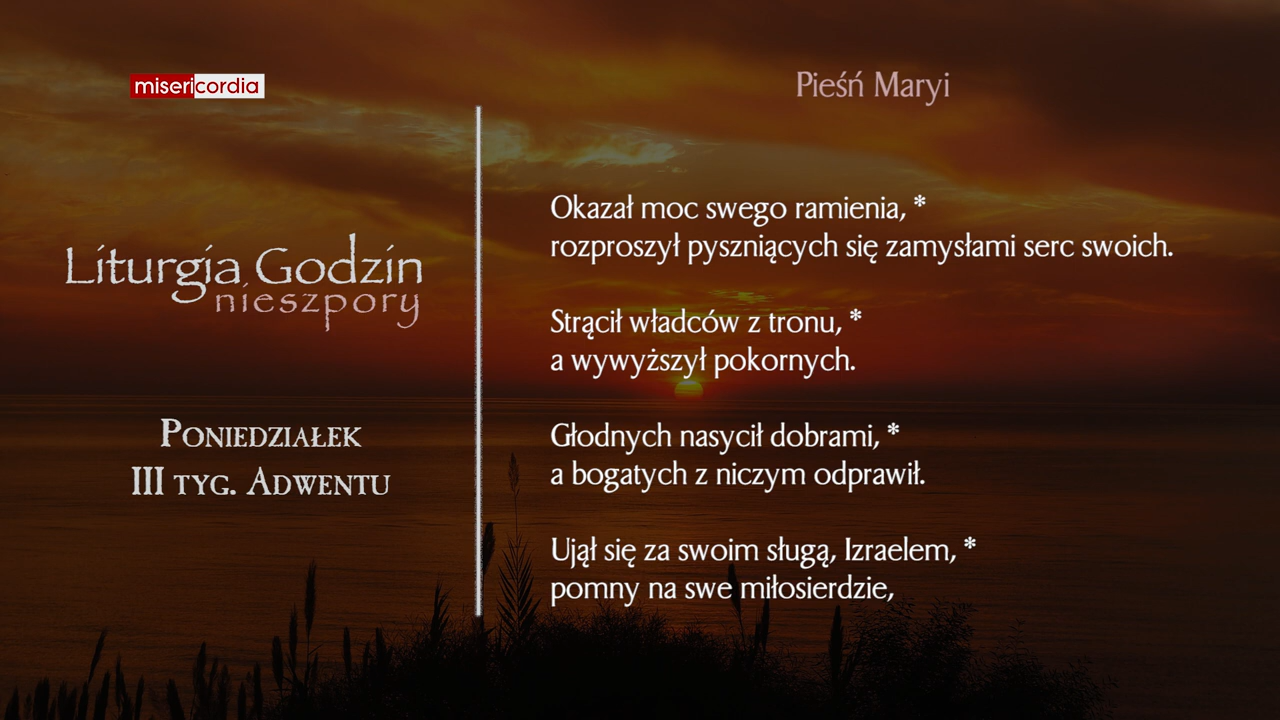 misericordia
Liturgia Godzin
nieszpory
Poniedziałek
III tyg. Adwentu
Pieśń Maryi
Okazał moc swego ramienia, *
rozproszył pyszniących się zamysłami serc swoich.
Strącił władców z tronu, *
a wywyższył pokornych.
Głodnych nasycił dobrami, *
a bogatych z niczym odprawił.
Ujął się za swoim sługą, Izraelem, *
pomny na swe miłosierdzie,